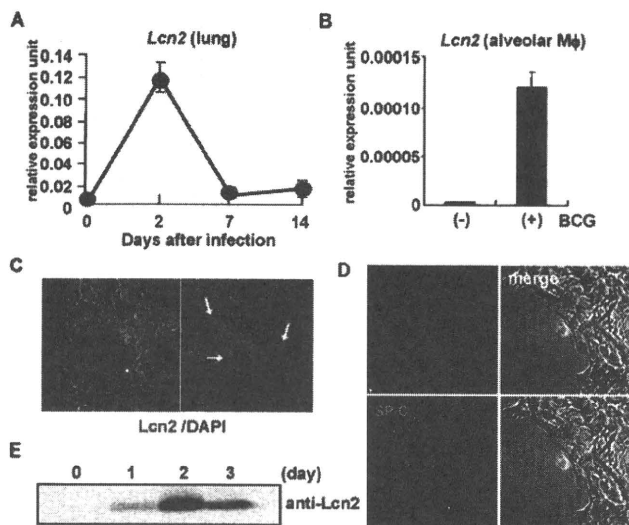 A
Lcn2 (lung)
relative expression unit
0.14
0.12
0.10
0.08
0.06
0.04
0.02
0
0 2 7 14
Days after infection
B
Lcn2 (alveolar Mϕ)
relative expression unit
0.00015
0.00010
0.00005
0
(-) (+) BCG
C
Lcn2 /DAPI
D
merge
SP-C
E
0 1 2 3 (day)
anti-Lcn2